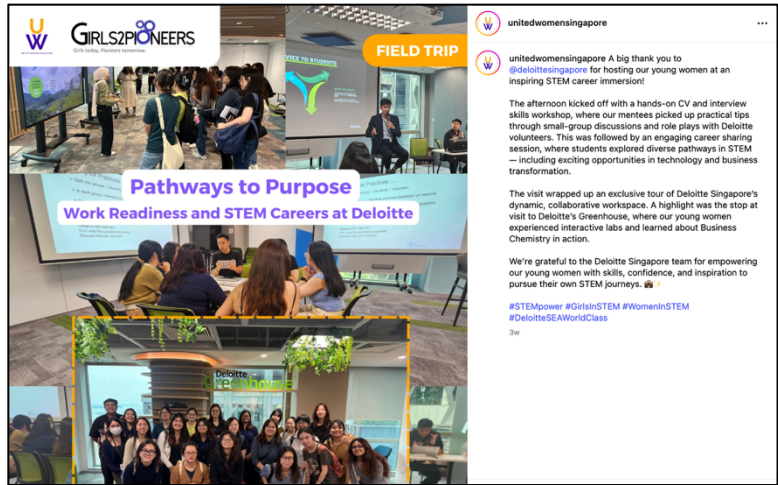 UW
GIRLS2PIONEERS
Girls today, Pioneers tomorrow.
FIELD TRIP
VICE TO STUDENTS
Pathways to Purpose
Work Readiness and STEM Careers at Deloitte
Deloitte
Greenhouse
unitedwomensingapore
unitedwomensingapore A big thank you to
@deloittesingapore for hosting our young women at an
inspiring STEM career immersion!
The afternoon kicked off with a hands-on CV and interview
skills workshop, where our mentees picked up practical tips
through small-group discussions and role plays with Deloitte
volunteers. This was followed by an engaging career sharing
session, where students explored diverse pathways in STEM
— including exciting opportunities in technology and business
transformation.
The visit wrapped up an exclusive tour of Deloitte Singapore's
dynamic, collaborative workspace. A highlight was the stop at
visit to Deloitte's Greenhouse, where our young women
experienced interactive labs and learned about Business
Chemistry in action.
We're grateful to the Deloitte Singapore team for empowering
our young women with skills, confidence, and inspiration to
pursue their own STEM journeys. 💼✨
#STEMpower #GirlsInSTEM #WomenInSTEM
#DeloitteSEAWorldClass
3w